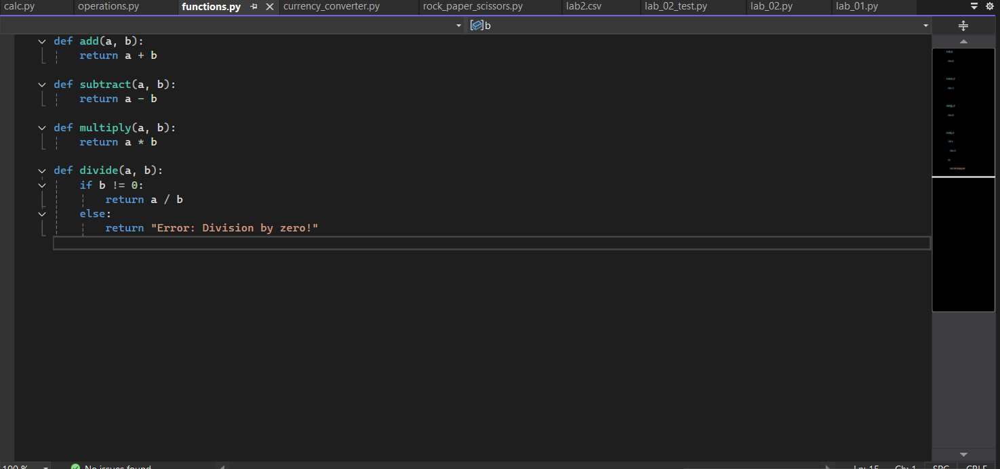 calc.py operations.py functions.py currency_converter.py rock_paper_scissors.py lab2.csv lab_02_test.py lab_02.py lab_01.py
b
def add(a, b):
    return a + b
def subtract(a, b):
    return a - b
def multiply(a, b):
    return a * b
def divide(a, b):
    if b != 0:
        return a / b
    else:
        return "Error: Division by zero!"
100 % No issues found Ln: 15 Ch: 1 SPC CRLF